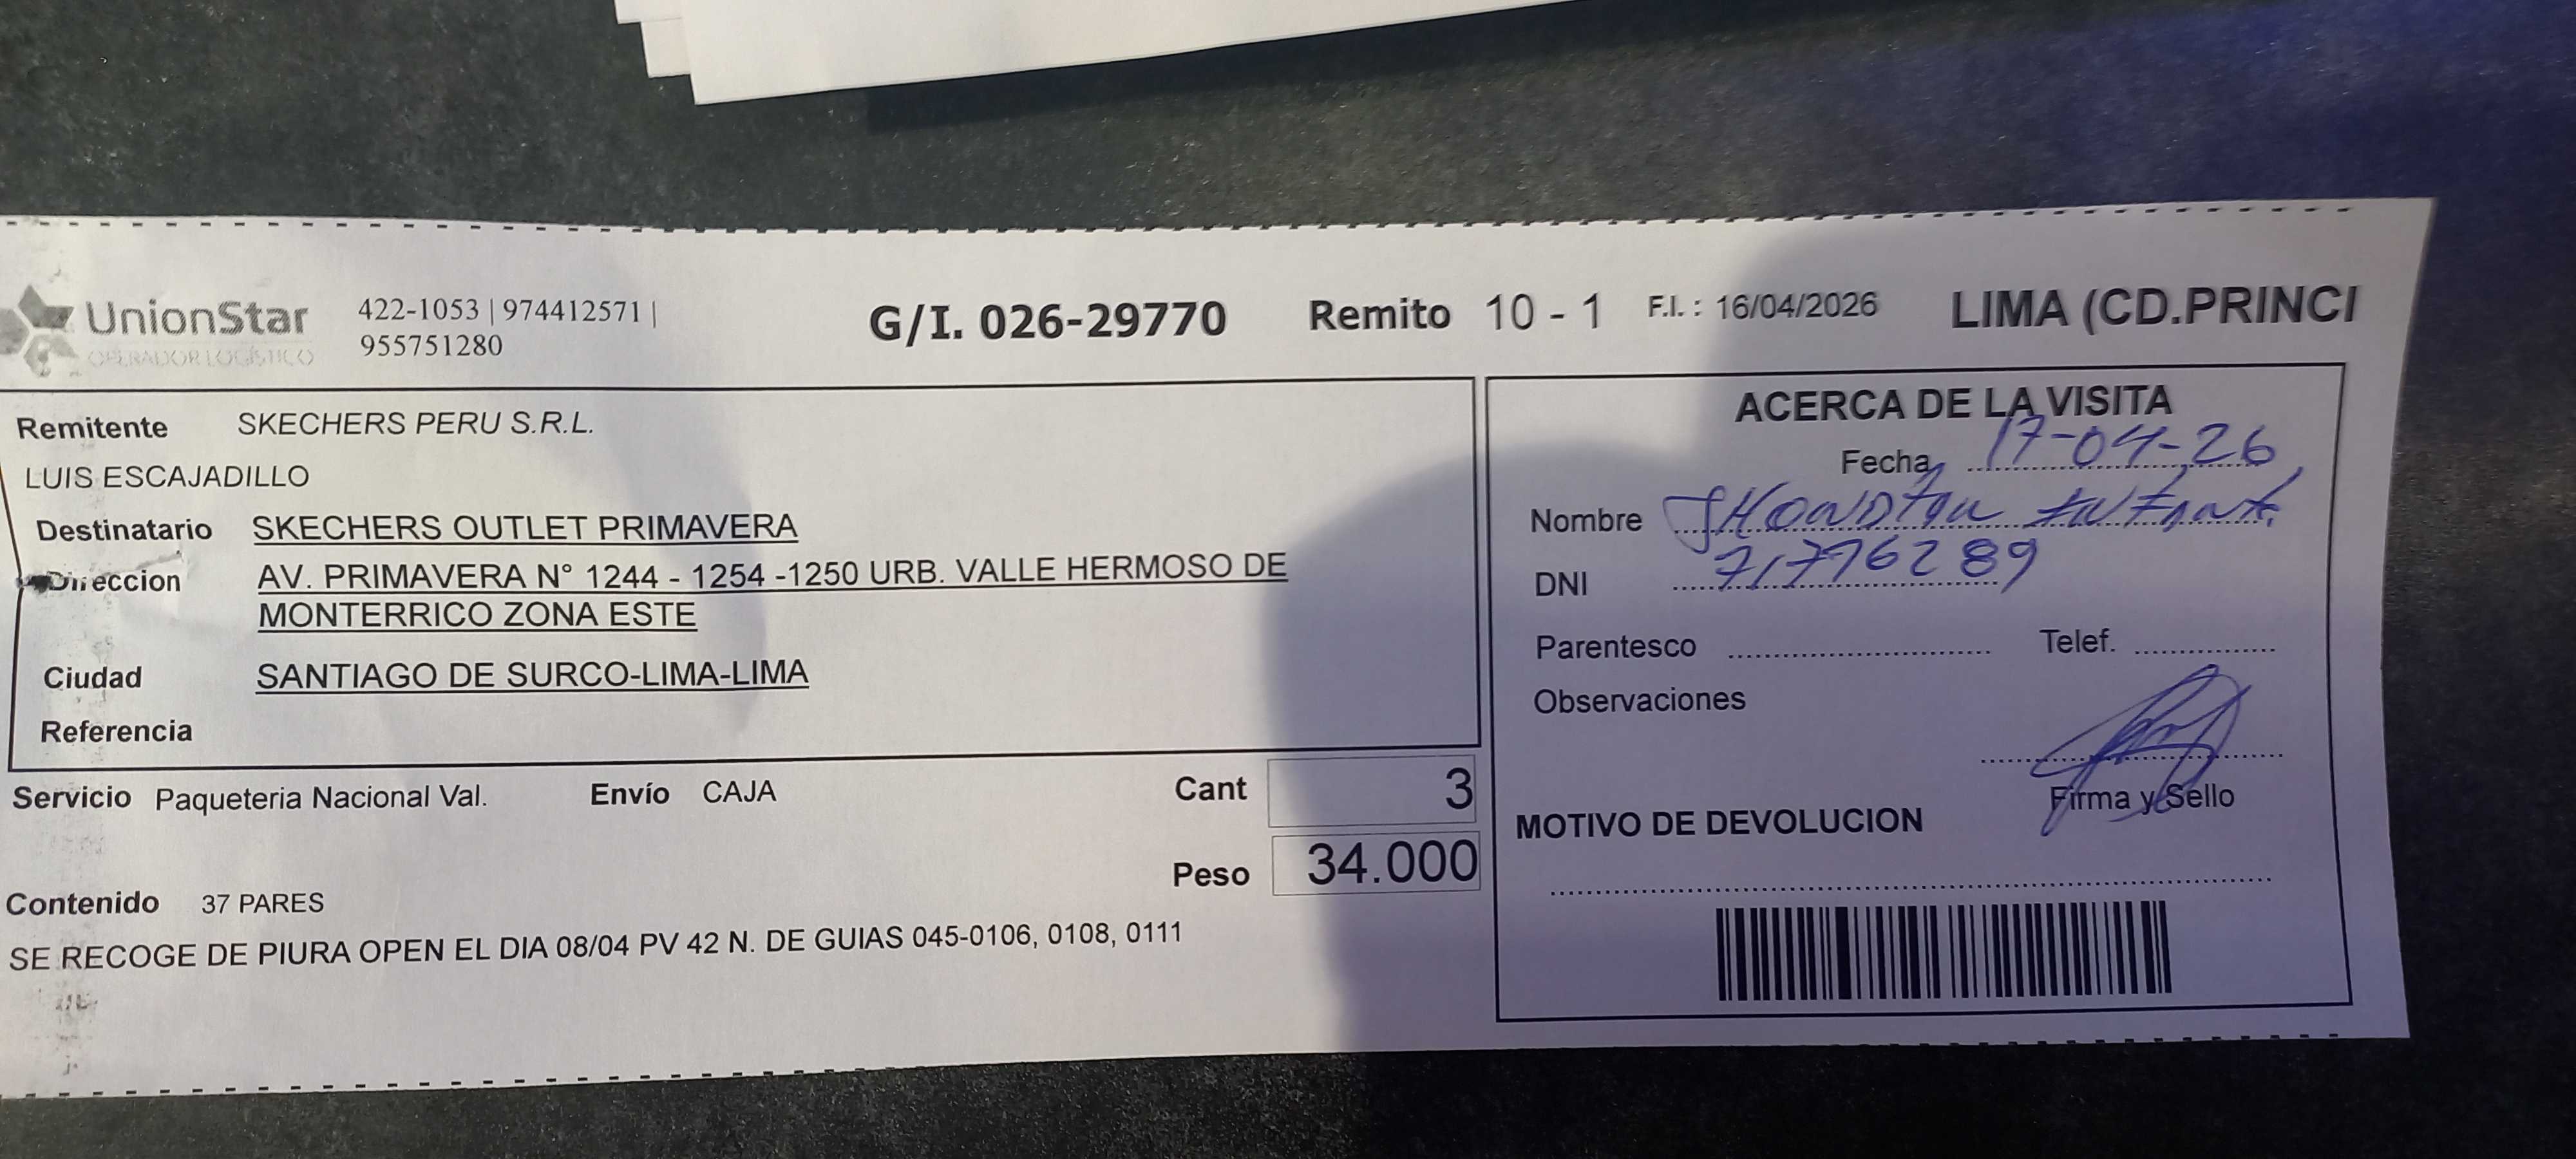 UnionStar
OPERADOR LOGÍSTICO
422-1053 | 974412571 |
955751280
G/I. 026-29770 Remito 10 - 1 F.I. : 16/04/2026 LIMA (CD.PRINCI
Remitente SKECHERS PERU S.R.L.
LUIS ESCAJADILLO
Destinatario SKECHERS OUTLET PRIMAVERA
Direccion AV. PRIMAVERA N° 1244 - 1254 -1250 URB. VALLE HERMOSO DE
MONTERRICO ZONA ESTE
Ciudad SANTIAGO DE SURCO-LIMA-LIMA
Referencia
Servicio Paqueteria Nacional Val. Envío CAJA Cant 3
Peso 34.000
Contenido 37 PARES
SE RECOGE DE PIURA OPEN EL DIA 08/04 PV 42 N. DE GUIAS 045-0106, 0108, 0111
ACERCA DE LA VISITA
Fecha 17-04-26
Nombre
DNI 71776289
Parentesco Telef.
Observaciones
Firma y Sello
MOTIVO DE DEVOLUCION